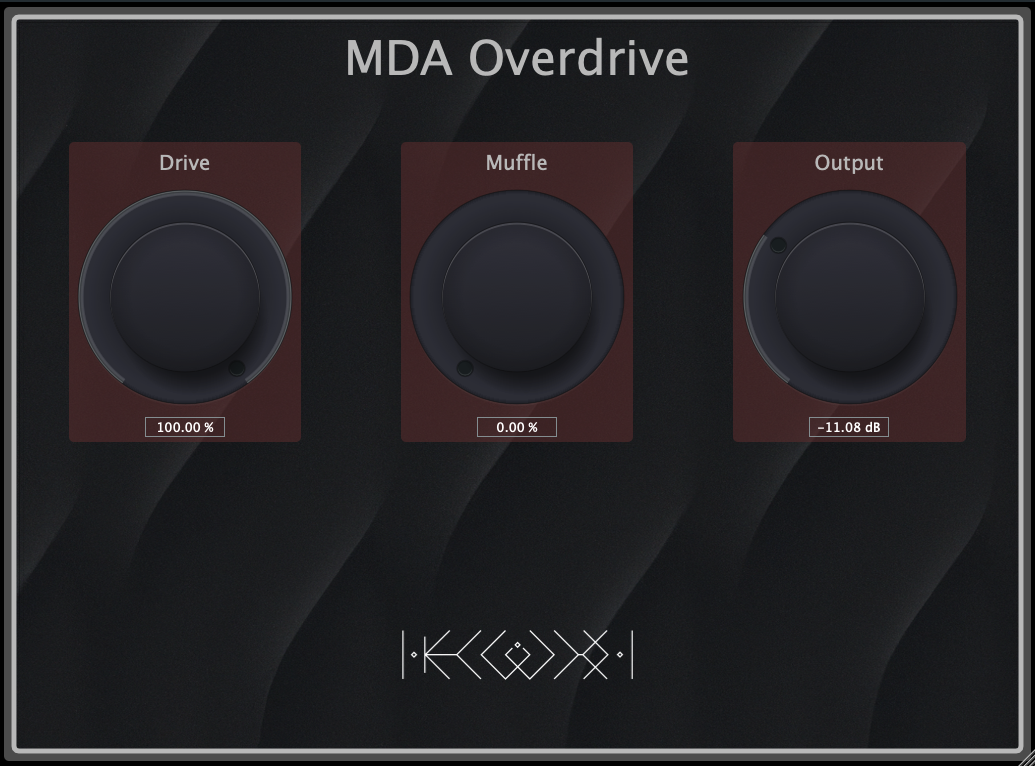 MDA Overdrive
Drive
Muffle
Output
100.00 %
0.00 %
-11.08 dB